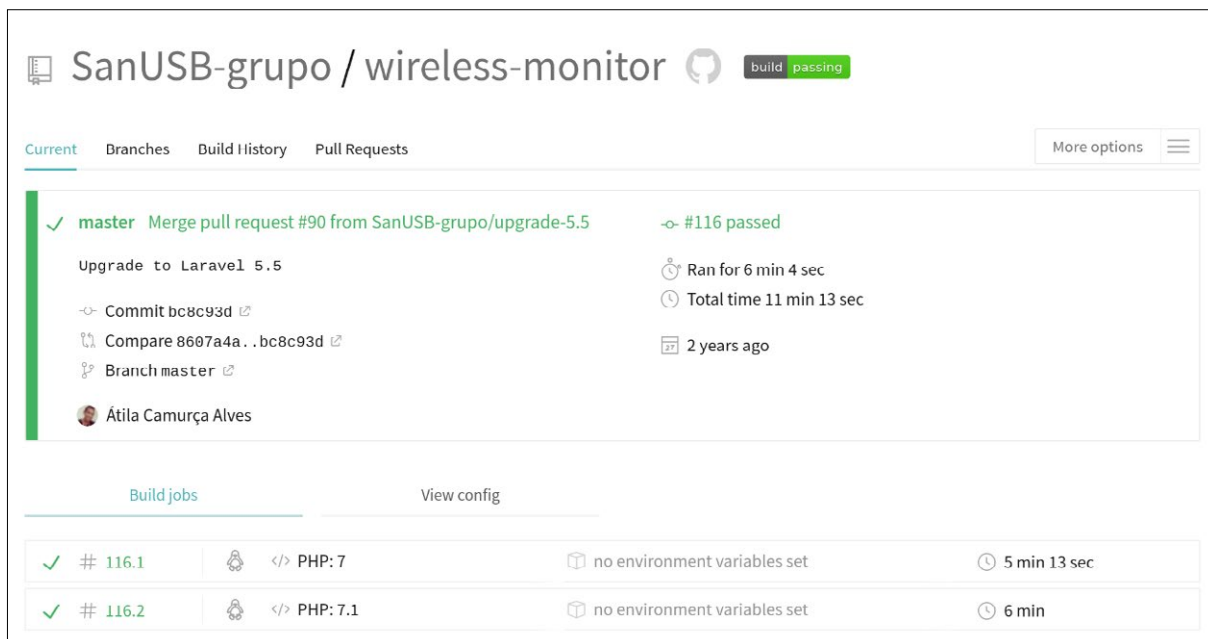 SanUSB-grupo / wireless-monitor build passing
Current Branches Build History Pull Requests More options
master Merge pull request #90 from SanUSB-grupo/upgrade-5.5
#116 passed
Upgrade to Laravel 5.5
Ran for 6 min 4 sec
Total time 11 min 13 sec
Commit bc8c93d
Compare 8607a4a..bc8c93d
27 2 years ago
Branch master
Átila Camurça Alves
Build jobs View config
# 116.1 </> PHP: 7 no environment variables set 5 min 13 sec
# 116.2 </> PHP: 7.1 no environment variables set 6 min